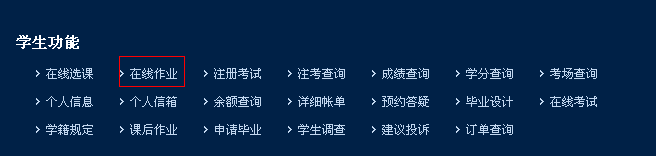 学生功能
在线选课 在线作业 注册考试 注考查询 成绩查询 学分查询 考场查询
个人信息 个人信箱 余额查询 详细帐单 预约答疑 毕业设计 在线考试
学籍规定 课后作业 申请毕业 学生调查 建议投诉 订单查询